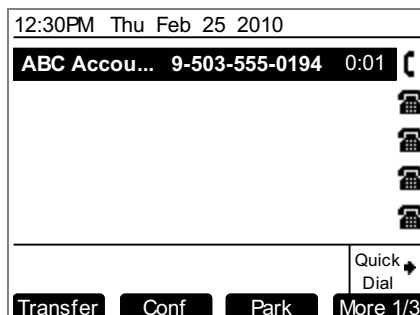 12:30PM Thu Feb 25 2010
ABC Accou... 9-503-555-0194 0:01
Quick
Dial
Transfer Conf Park More 1/3